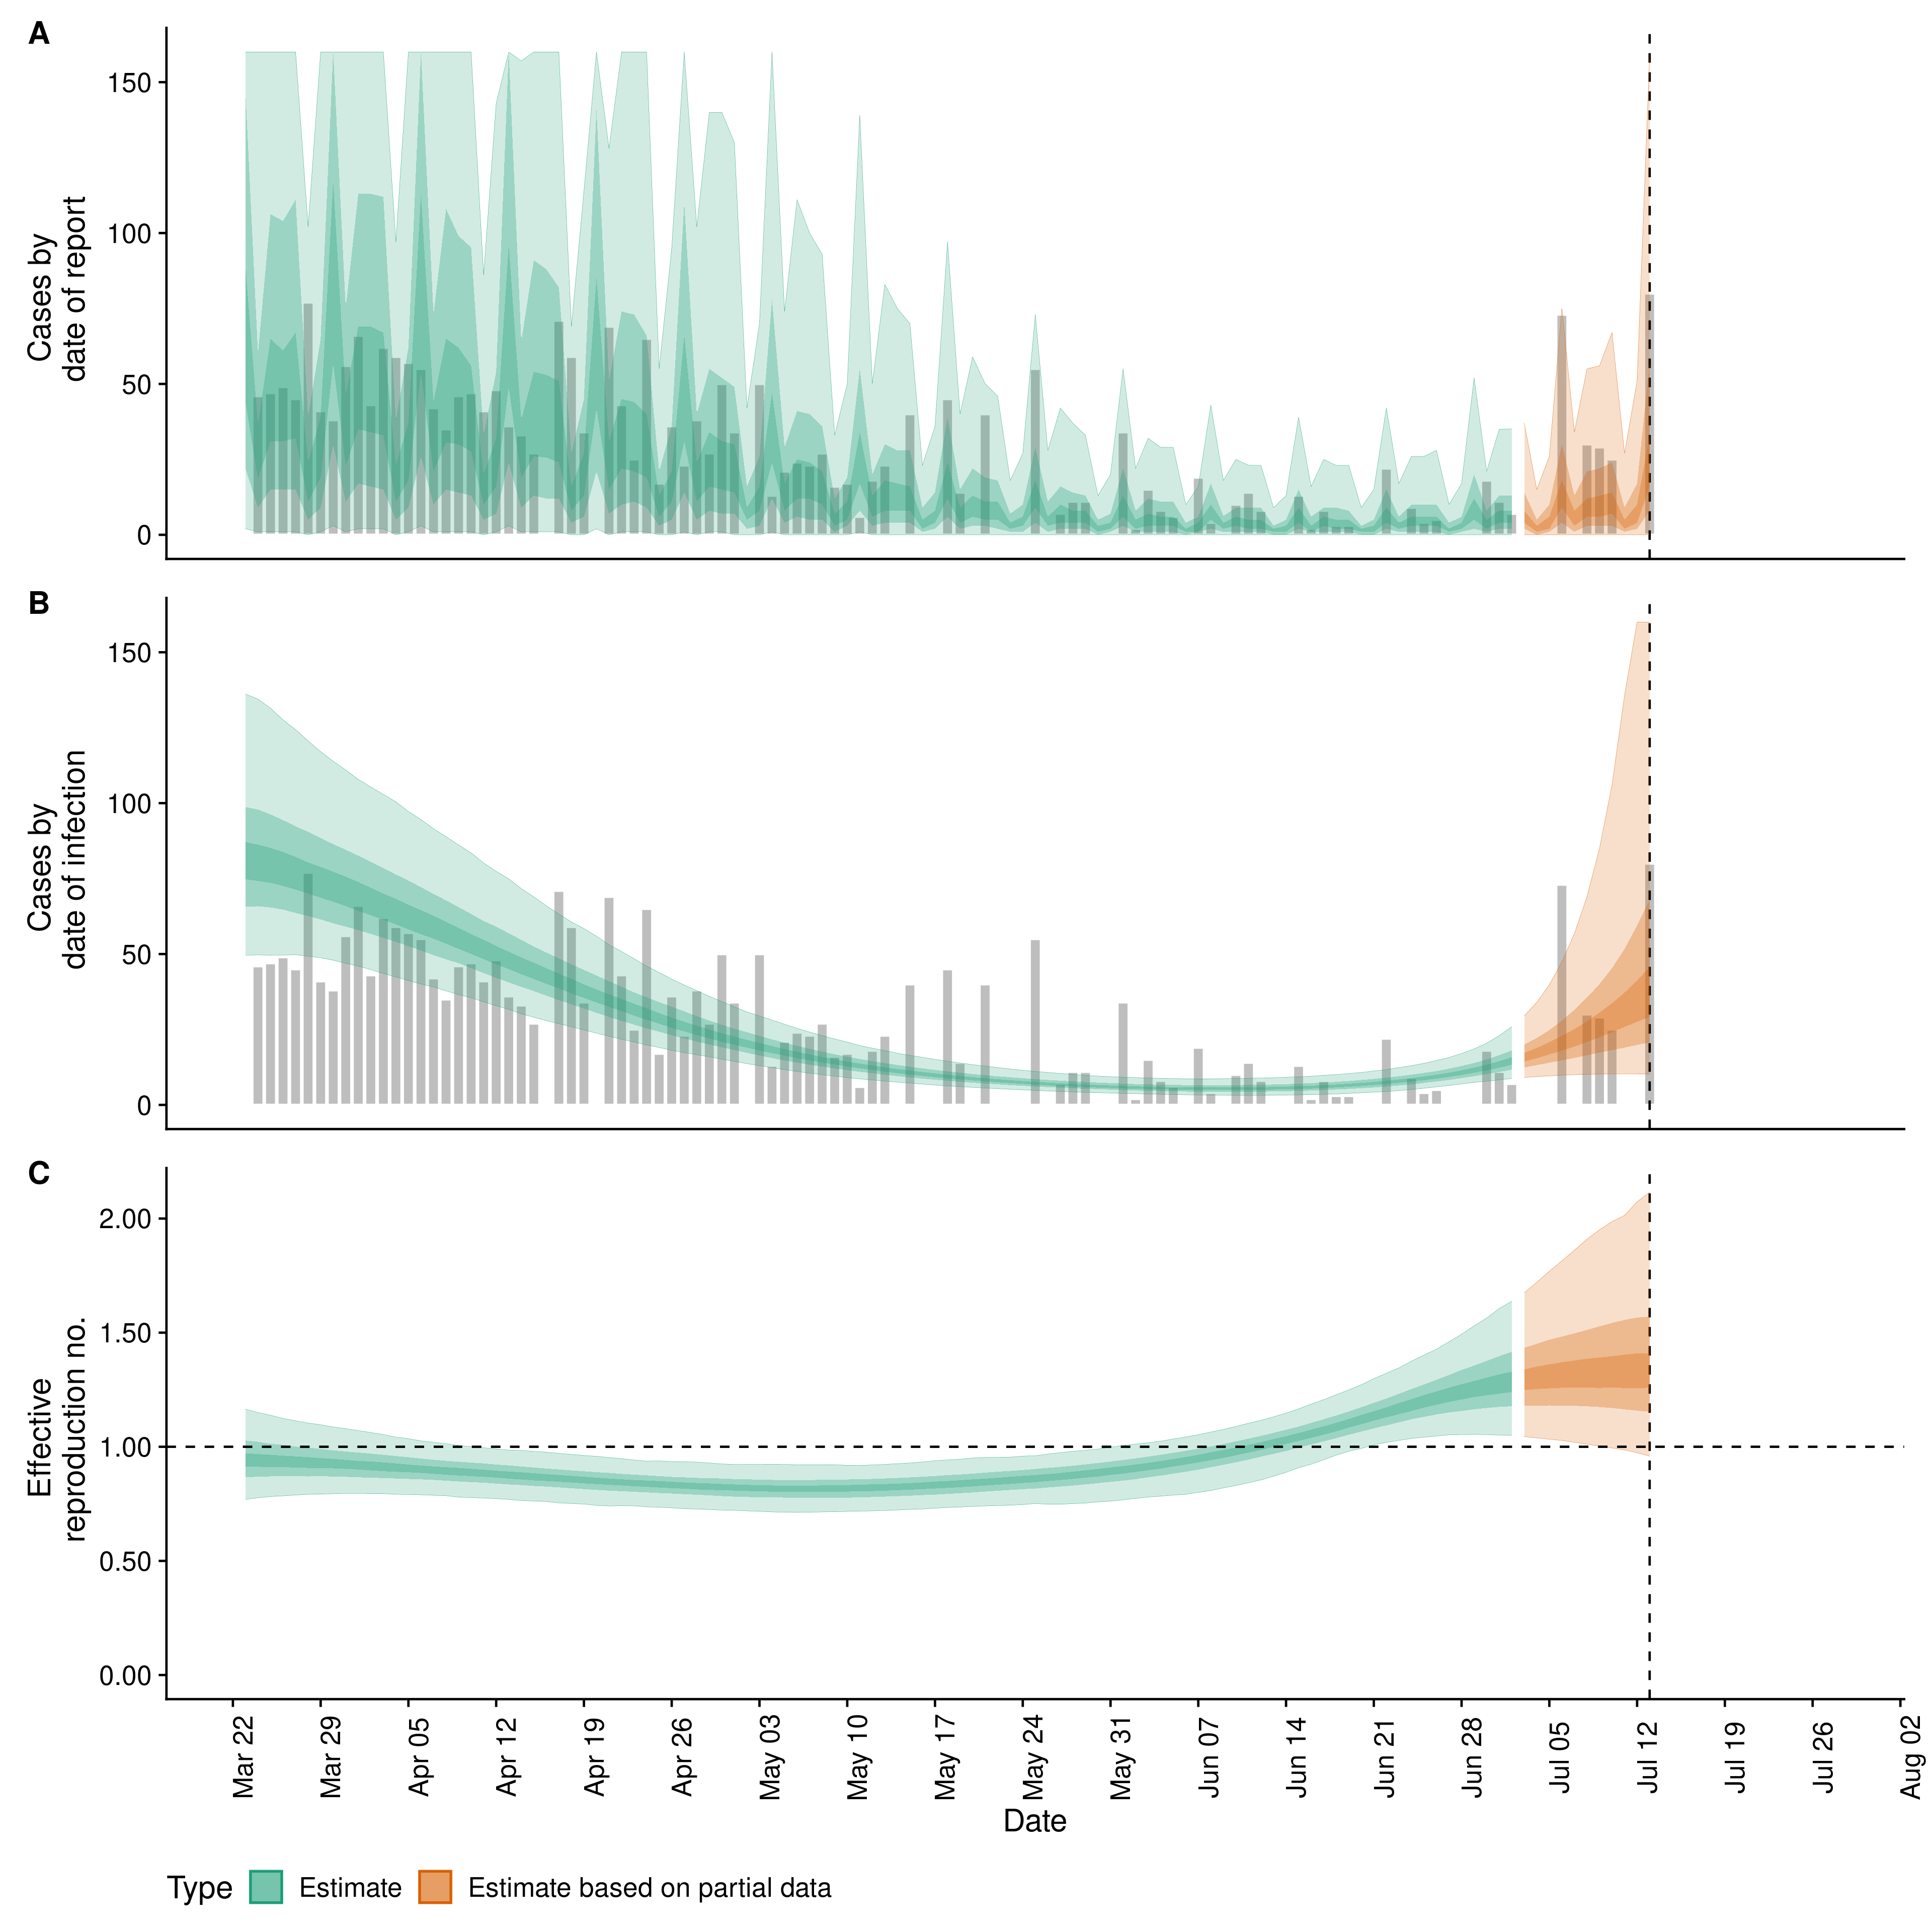 A
Cases by
date of report
150
100
50
0
B
Cases by
date of infection
150
100
50
0
C
Effective
reproduction no.
2.00
1.50
1.00
0.50
0.00
Mar 22
Mar 29
Apr 05
Apr 12
Apr 19
Apr 26
May 03
May 10
May 17
May 24
May 31
Jun 07
Jun 14
Jun 21
Jun 28
Jul 05
Jul 12
Jul 19
Jul 26
Aug 02
Date
Type Estimate Estimate based on partial data